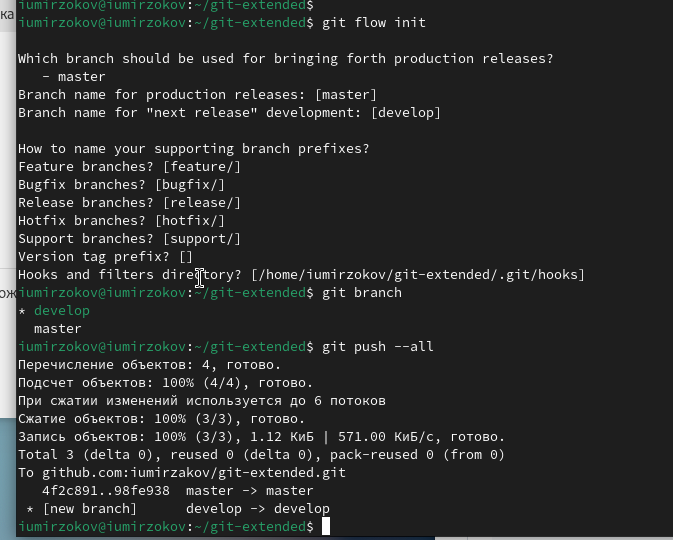 ка
iumirzokov@iumirzokov:~/git-extended$
iumirzokov@iumirzokov:~/git-extended$ git flow init
Which branch should be used for bringing forth production releases?
   - master
Branch name for production releases: [master]
Branch name for "next release" development: [develop]
How to name your supporting branch prefixes?
Feature branches? [feature/]
Bugfix branches? [bugfix/]
Release branches? [release/]
Hotfix branches? [hotfix/]
Support branches? [support/]
Version tag prefix? []
Hooks and filters directory? [/home/iumirzokov/git-extended/.git/hooks]
ож
iumirzokov@iumirzokov:~/git-extended$ git branch
* develop
  master
iumirzokov@iumirzokov:~/git-extended$ git push --all
Перечисление объектов: 4, готово.
Подсчет объектов: 100% (4/4), готово.
При сжатии изменений используется до 6 потоков
Сжатие объектов: 100% (3/3), готово.
Запись объектов: 100% (3/3), 1.12 КиБ | 571.00 КиБ/с, готово.
Total 3 (delta 0), reused 0 (delta 0), pack-reused 0 (from 0)
To github.com:iumirzakov/git-extended.git
   4f2c891..98fe938  master -> master
 * [new branch]      develop -> develop
iumirzokov@iumirzokov:~/git-extended$